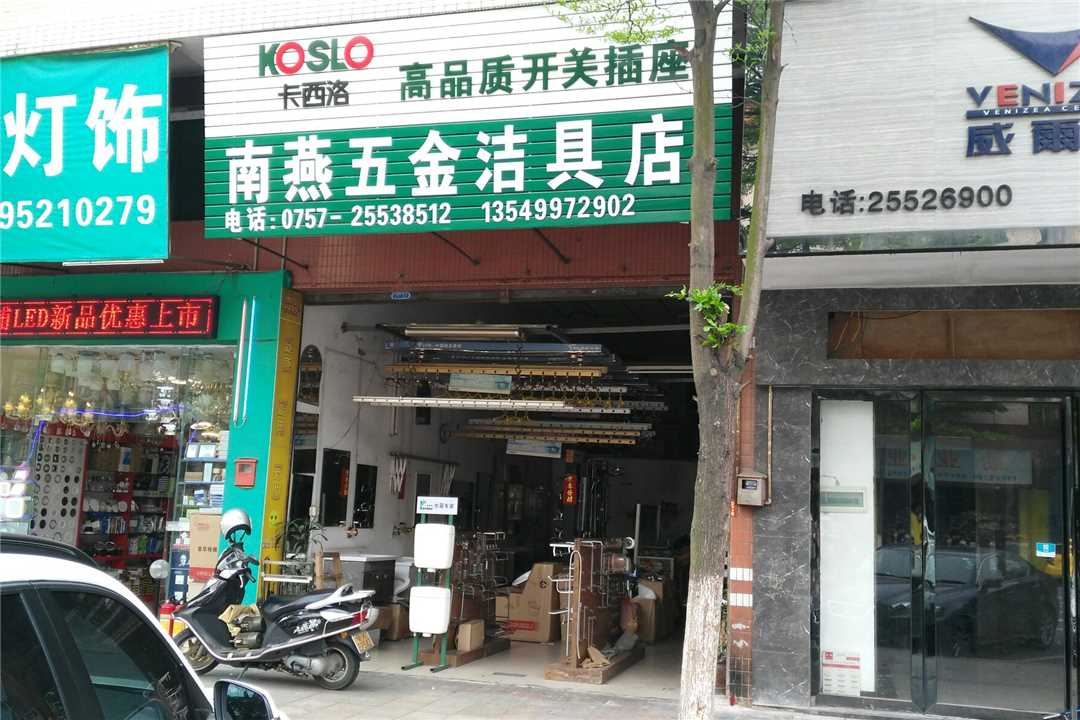 灯饰
95210279
LED新品优惠上市
KOSLO
卡西洛
高品质开关插座
南燕五金洁具店
电话:0757-25538512 13549972902
VENIZ
VENIZEA CE
威爾
电话:25526900